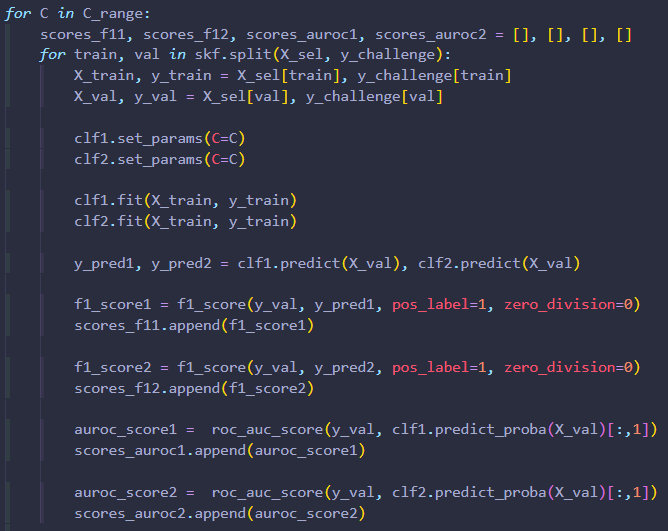 for C in C_range:
    scores_f11, scores_f12, scores_auroc1, scores_auroc2 = [], [], [], []
    for train, val in skf.split(X_sel, y_challenge):
        X_train, y_train = X_sel[train], y_challenge[train]
        X_val, y_val = X_sel[val], y_challenge[val]

        clf1.set_params(C=C)
        clf2.set_params(C=C)

        clf1.fit(X_train, y_train)
        clf2.fit(X_train, y_train)

        y_pred1, y_pred2 = clf1.predict(X_val), clf2.predict(X_val)

        f1_score1 = f1_score(y_val, y_pred1, pos_label=1, zero_division=0)
        scores_f11.append(f1_score1)

        f1_score2 = f1_score(y_val, y_pred2, pos_label=1, zero_division=0)
        scores_f12.append(f1_score2)

        auroc_score1 =  roc_auc_score(y_val, clf1.predict_proba(X_val)[:,1])
        scores_auroc1.append(auroc_score1)

        auroc_score2 =  roc_auc_score(y_val, clf2.predict_proba(X_val)[:,1])
        scores_auroc2.append(auroc_score2)